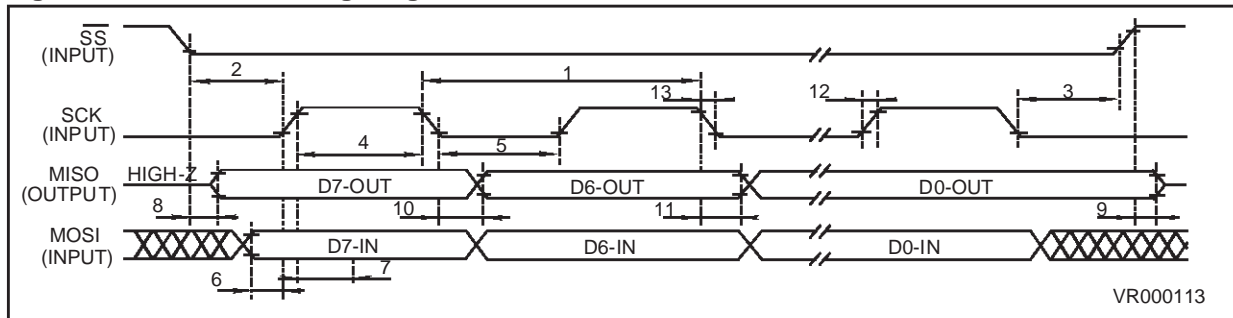 SS
(INPUT)
2
1
13
12
3
SCK
(INPUT)
4
5
MISO
(OUTPUT)
HIGH-Z
D7-OUT
D6-OUT
D0-OUT
8
10
11
9
MOSI
(INPUT)
D7-IN
D6-IN
D0-IN
6
7
VR000113